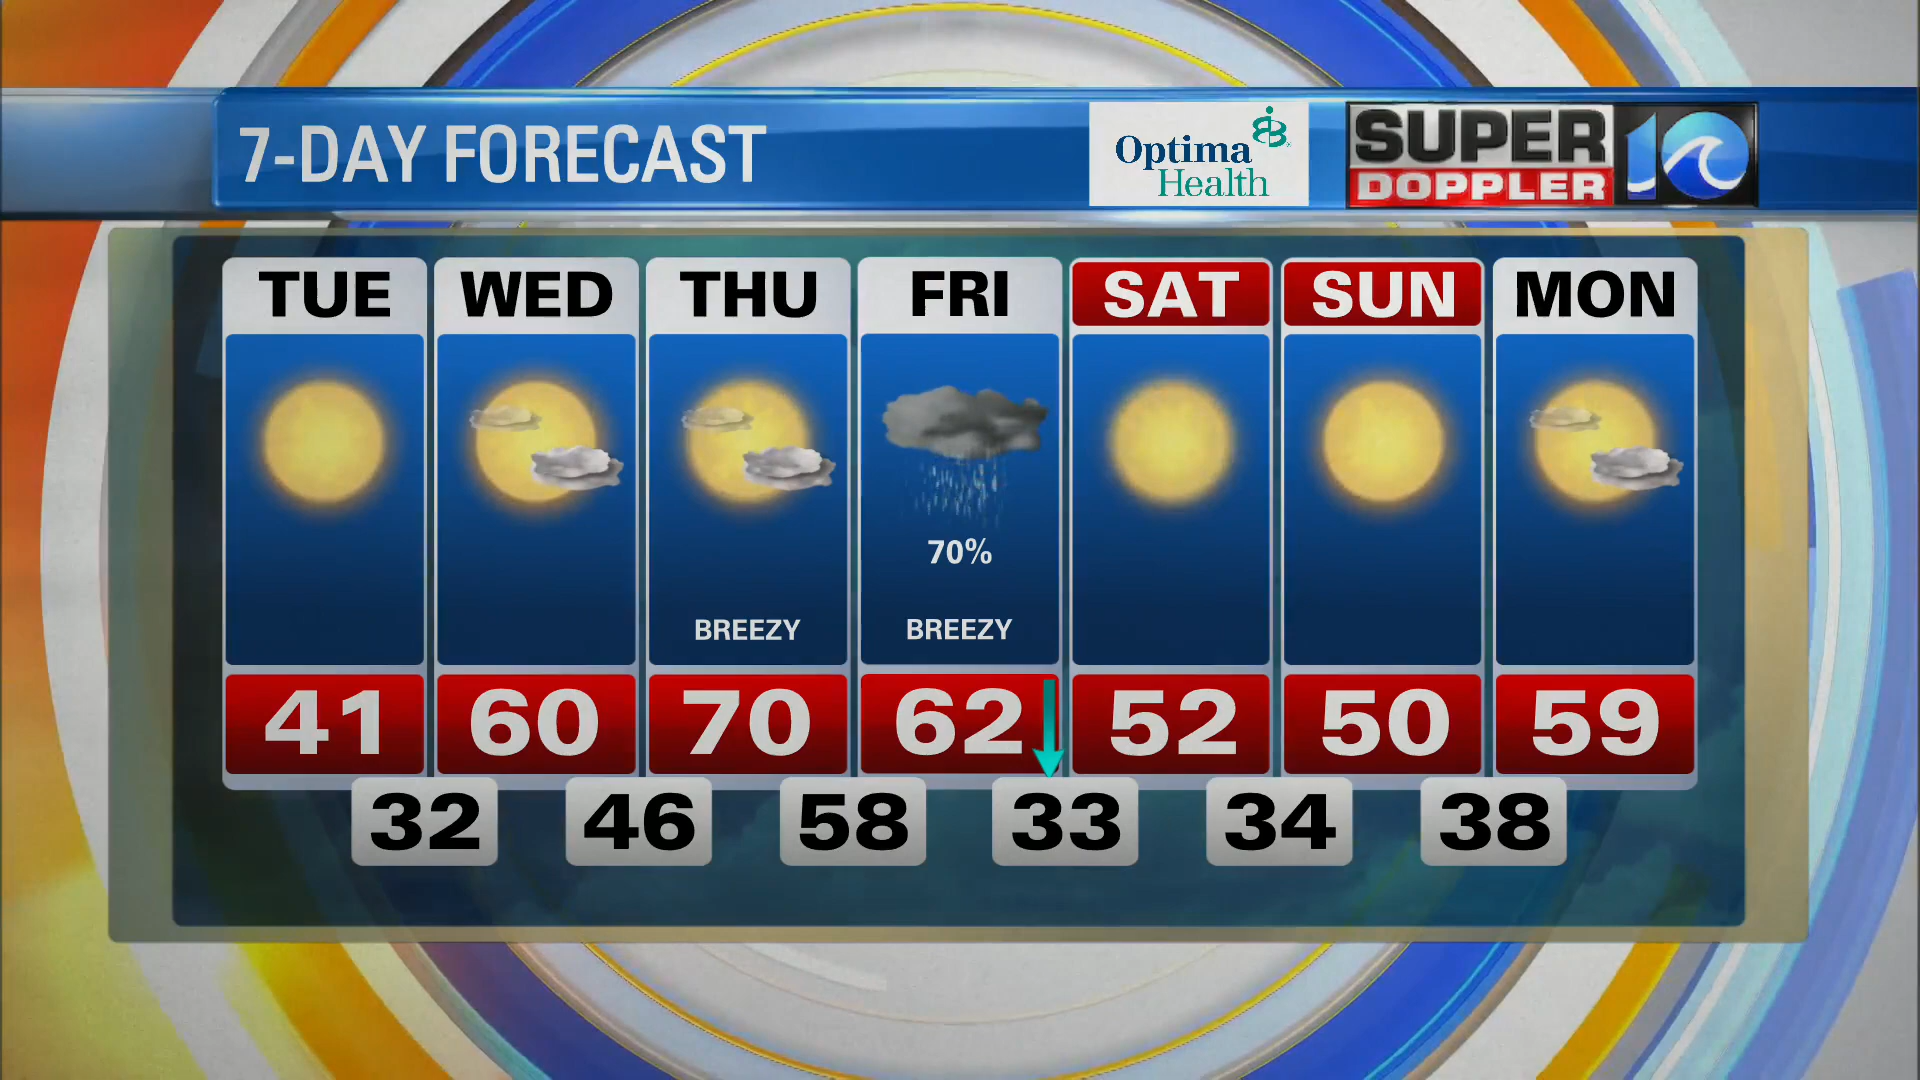 7-DAY FORECAST
Optima
Health
SUPER
DOPPLER
10
TUE WED THU FRI SAT SUN MON
70%
BREEZY BREEZY
41 60 70 62 52 50 59
32 46 58 33 34 38